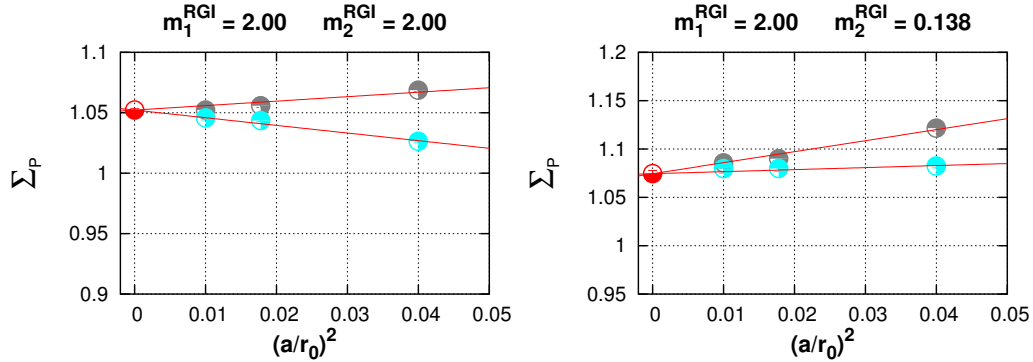 m₁ᴿᴳᴵ = 2.00 m₂ᴿᴳᴵ = 2.00
1.1
1.05
1
0.95
0.9
Σ_P
0 0.01 0.02 0.03 0.04 0.05
(a/r₀)²
m₁ᴿᴳᴵ = 2.00 m₂ᴿᴳᴵ = 0.138
1.2
1.15
1.1
1.05
1
0.95
Σ_P
0 0.01 0.02 0.03 0.04 0.05
(a/r₀)²